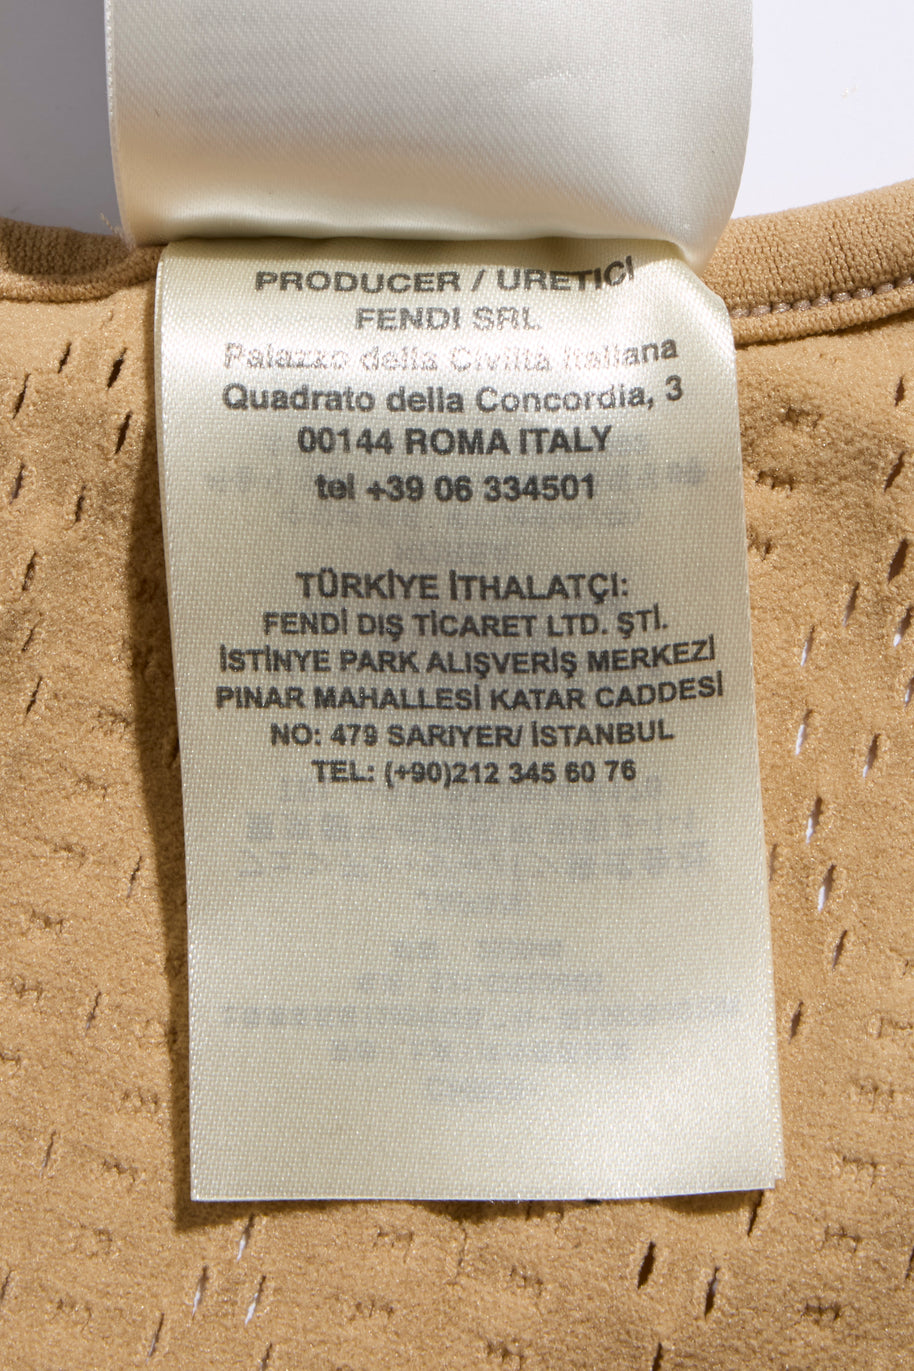 PRODUCER / URETICI
FENDI SRL
Palazzo della Civiltà Italiana
Quadrato della Concordia, 3
00144 ROMA ITALY
tel +39 06 334501
TÜRKİYE İTHALATÇI:
FENDİ DIŞ TİCARET LTD. ŞTİ.
İSTİNYE PARK ALIŞVERİŞ MERKEZİ
PINAR MAHALLESİ KATAR CADDESİ
NO: 479 SARIYER/ İSTANBUL
TEL: (+90)212 345 60 76